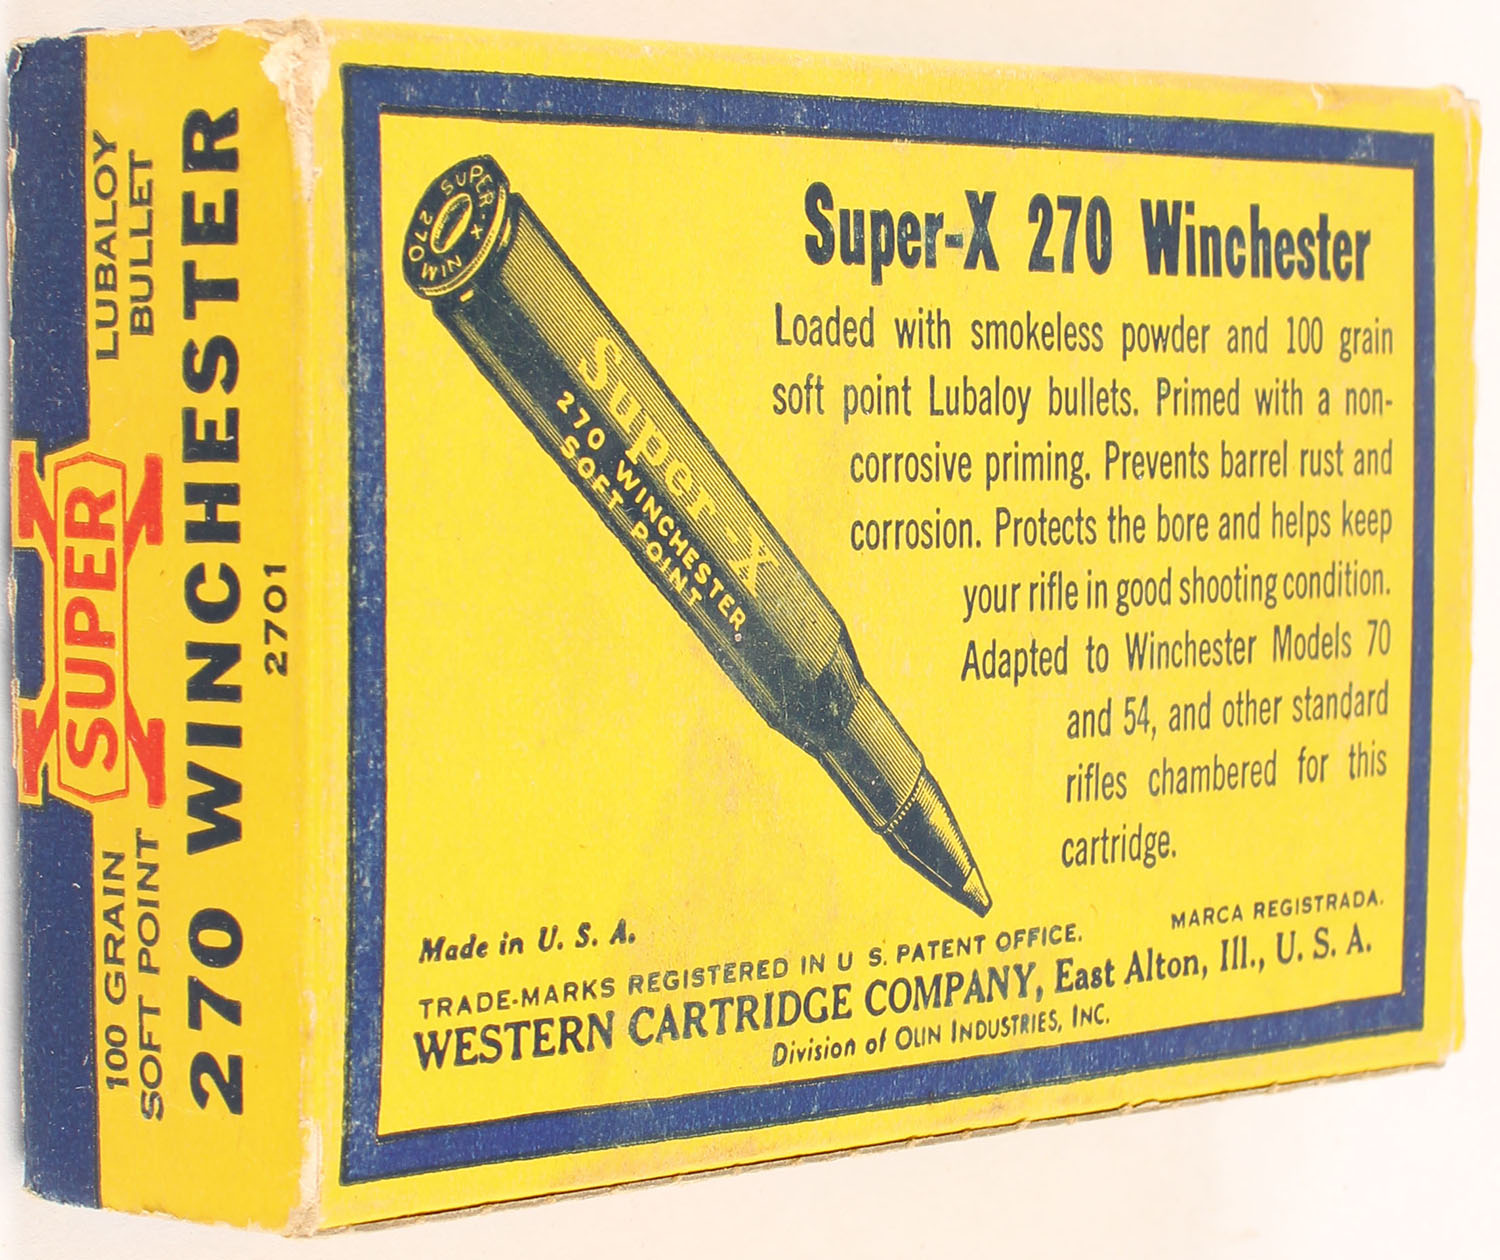 LUBALOY
BULLET
SUPER
X
100 GRAIN
SOFT POINT
270 WINCHESTER
2701
SUPER-X
270 WIN
Super-X
270 WINCHESTER
SOFT POINT
Super-X 270 Winchester
Loaded with smokeless powder and 100 grain
soft point Lubaloy bullets. Primed with a non-
corrosive priming. Prevents barrel rust and
corrosion. Protects the bore and helps keep
your rifle in good shooting condition.
Adapted to Winchester Models 70
and 54, and other standard
rifles chambered for this
cartridge.
Made in U. S. A.
TRADE-MARKS REGISTERED IN U S. PATENT OFFICE.
MARCA REGISTRADA.
WESTERN CARTRIDGE COMPANY, East Alton, Ill., U. S. A.
Division of OLIN INDUSTRIES, INC.